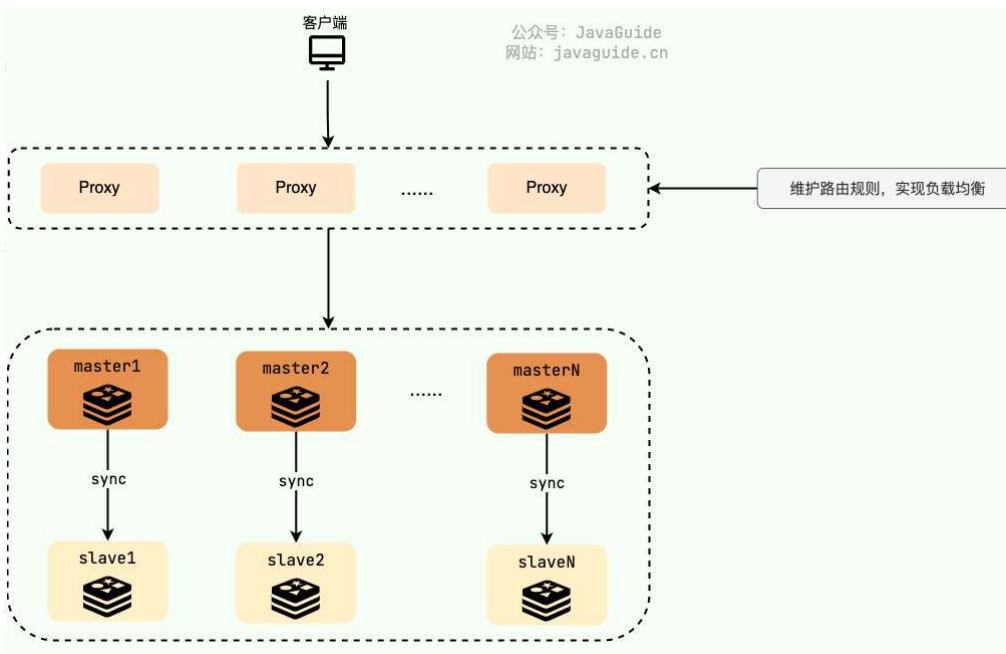 客户端
公众号：JavaGuide
网站：javaguide.cn
Proxy
Proxy
......
Proxy
维护路由规则，实现负载均衡
master1
master2
......
masterN
sync
sync
sync
slave1
slave2
slaveN